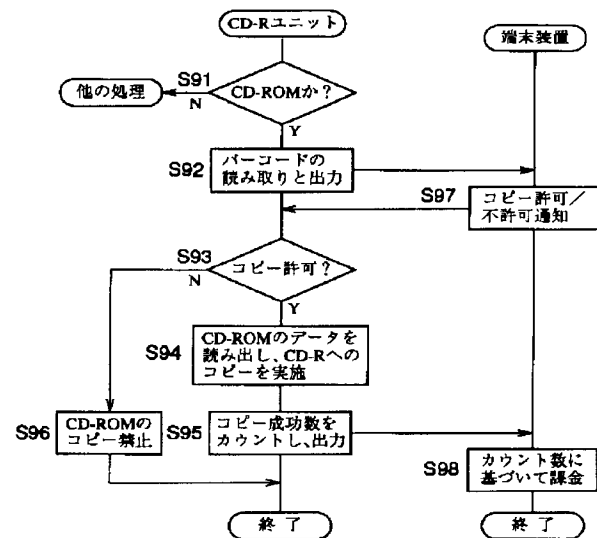 CD-Rユニット
端末装置
S91
CD-ROMか？
他の処理
N
Y
S92
バーコードの
読み取りと出力
S97
コピー許可／
不許可通知
S93
コピー許可？
N
Y
S94
CD-ROMのデータを
読み出し、CD-Rへの
コピーを実施
S96
CD-ROMの
コピー禁止
S95
コピー成功数を
カウントし、出力
S98
カウント数に
基づいて課金
終 了
終 了